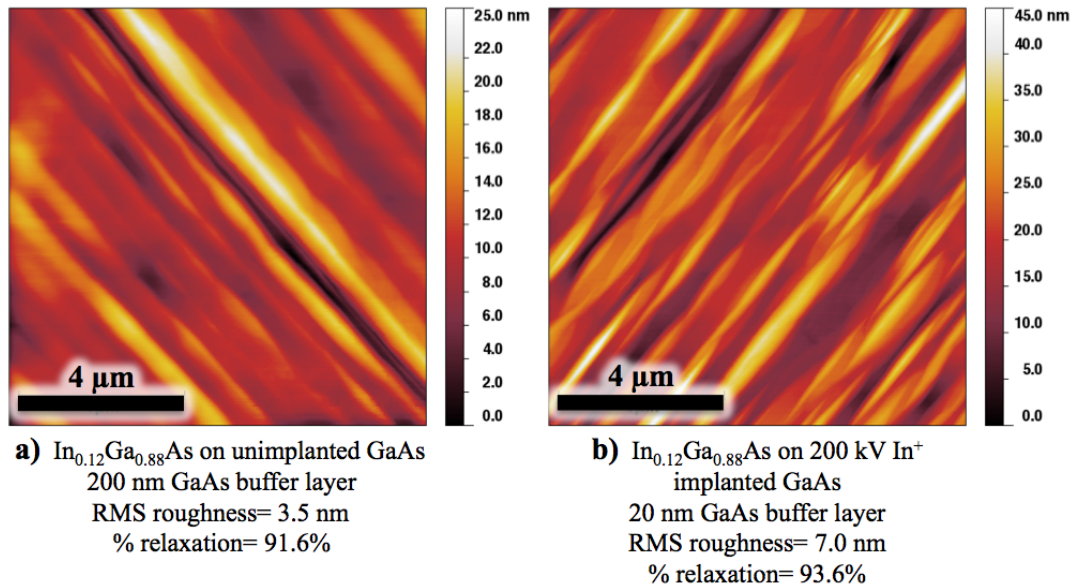 25.0 nm
22.0
20.0
18.0
16.0
14.0
12.0
10.0
8.0
6.0
4.0
2.0
0.0
4 μm
a) In0.12Ga0.88As on unimplanted GaAs
200 nm GaAs buffer layer
RMS roughness= 3.5 nm
% relaxation= 91.6%
45.0 nm
40.0
35.0
30.0
25.0
20.0
15.0
10.0
5.0
0.0
4 μm
b) In0.12Ga0.88As on 200 kV In+
implanted GaAs
20 nm GaAs buffer layer
RMS roughness= 7.0 nm
% relaxation= 93.6%